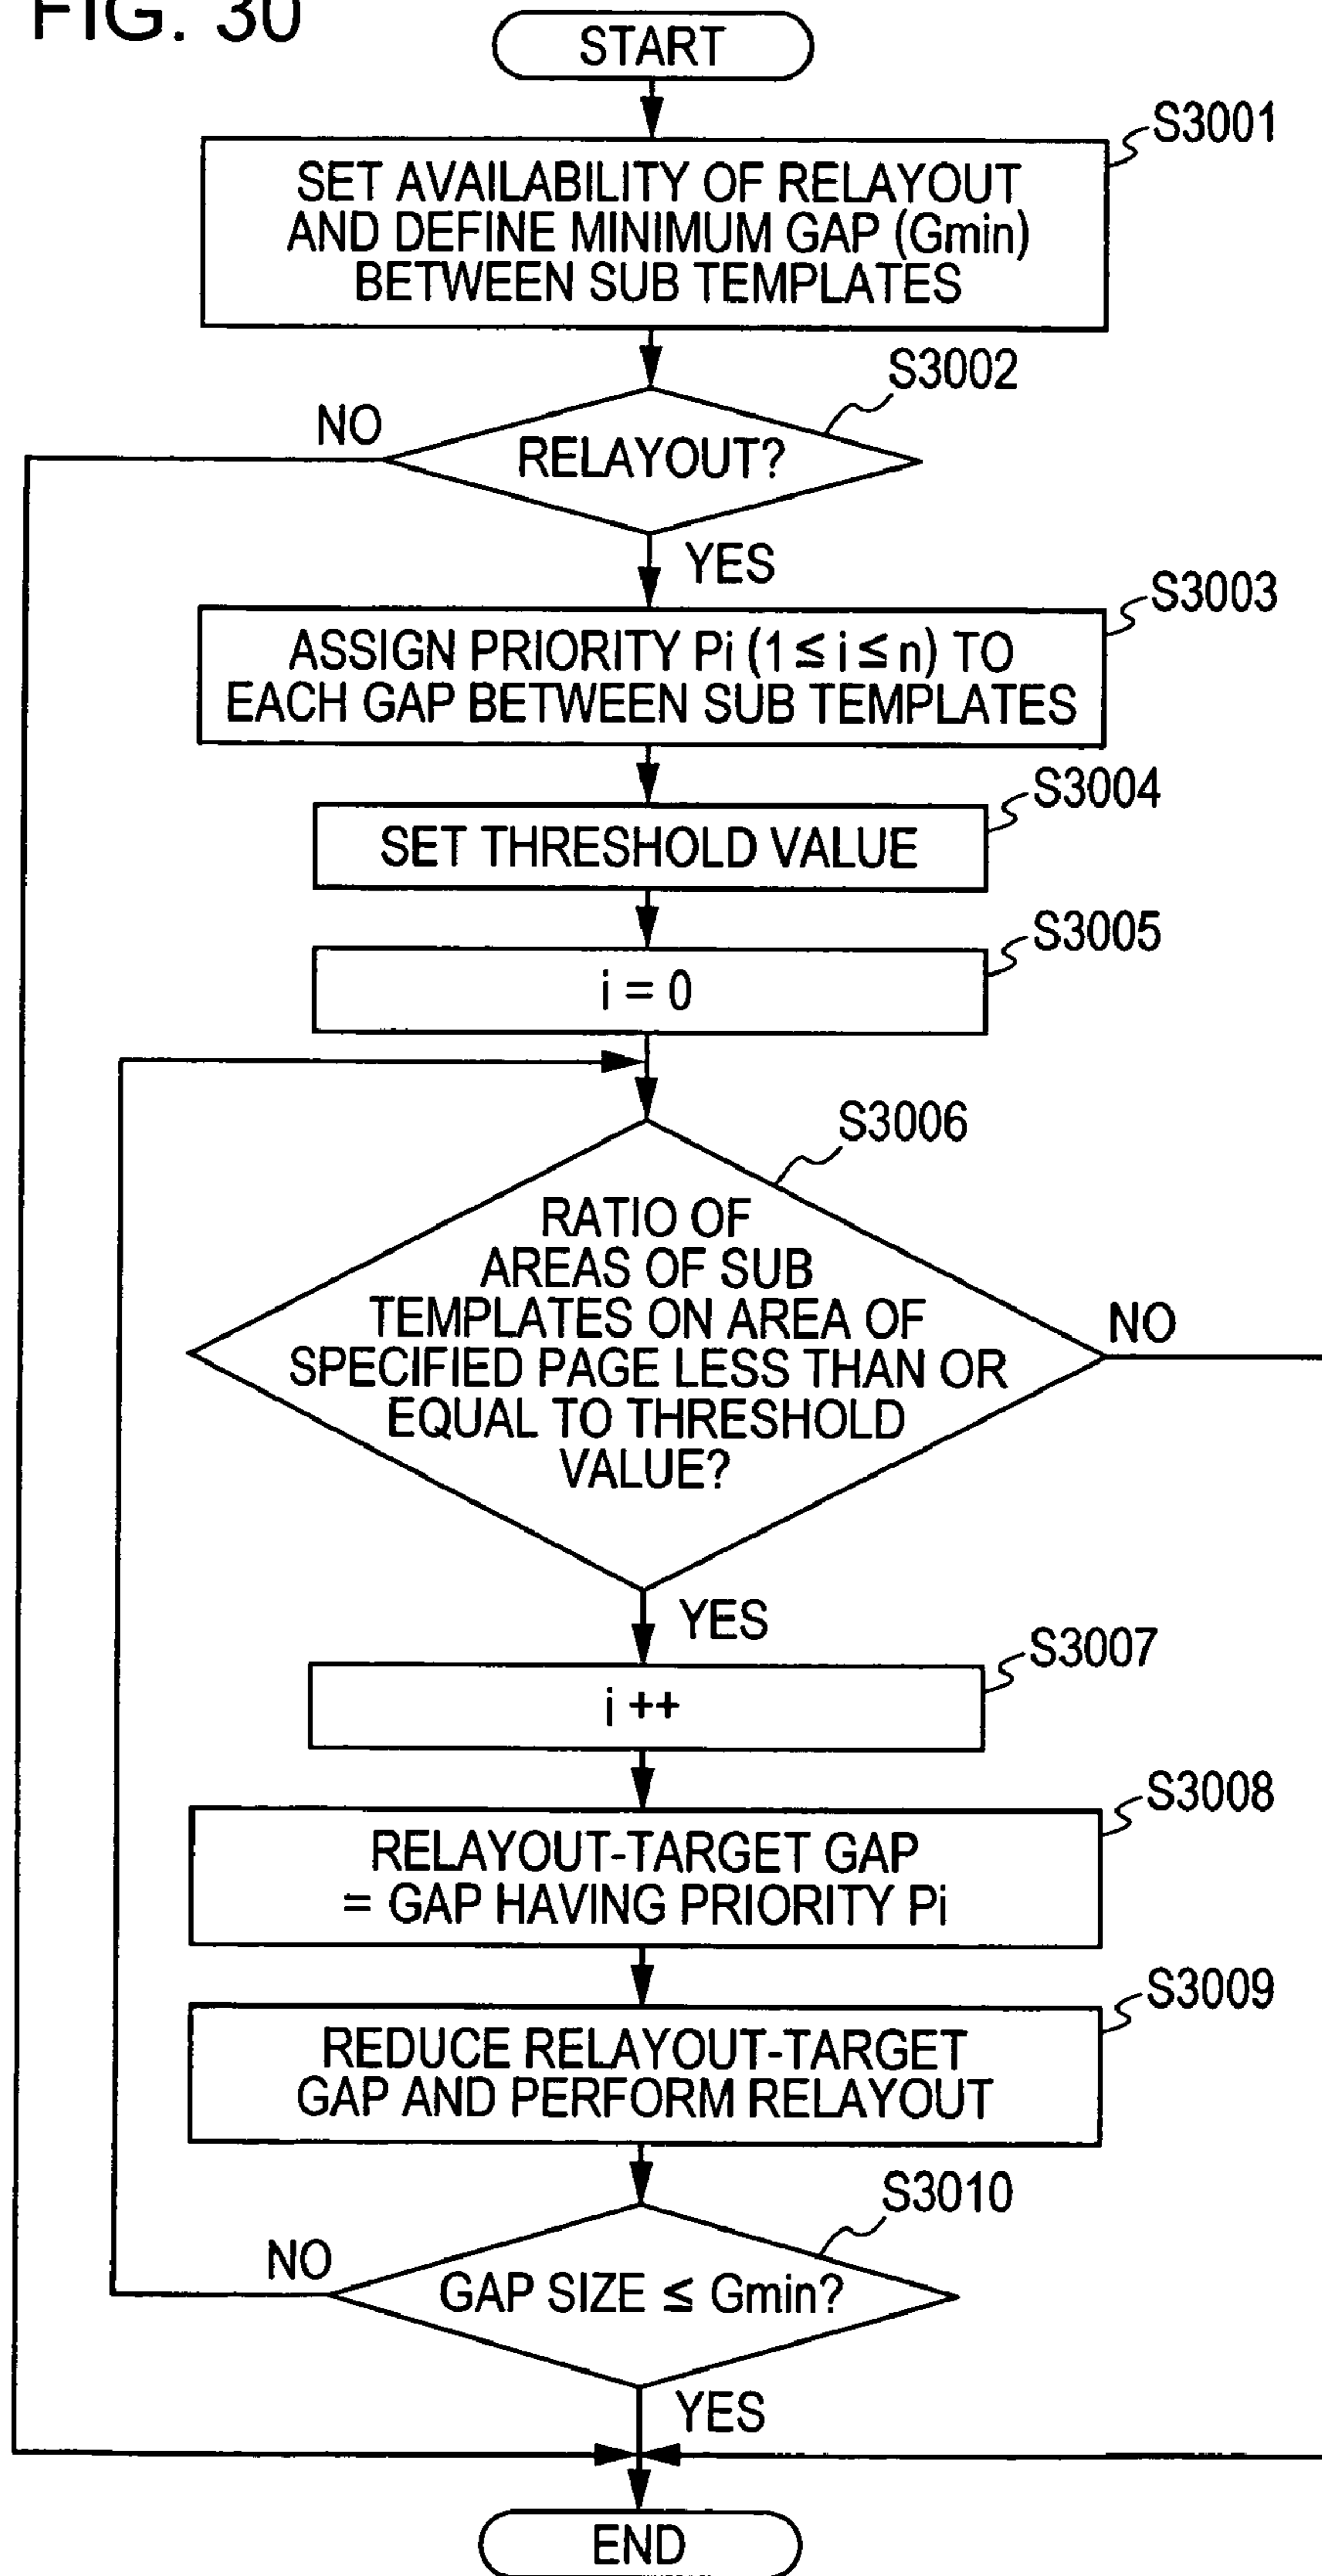 FIG. 30
START
S3001
SET AVAILABILITY OF RELAYOUT
AND DEFINE MINIMUM GAP (Gmin)
BETWEEN SUB TEMPLATES
S3002
NO
RELAYOUT?
YES
S3003
ASSIGN PRIORITY Pi (1 ≤ i ≤ n) TO
EACH GAP BETWEEN SUB TEMPLATES
S3004
SET THRESHOLD VALUE
S3005
i = 0
S3006
RATIO OF
AREAS OF SUB
TEMPLATES ON AREA OF
SPECIFIED PAGE LESS THAN OR
EQUAL TO THRESHOLD
VALUE?
NO
YES
S3007
i ++
S3008
RELAYOUT-TARGET GAP
= GAP HAVING PRIORITY Pi
S3009
REDUCE RELAYOUT-TARGET
GAP AND PERFORM RELAYOUT
S3010
NO
GAP SIZE ≤ Gmin?
YES
END